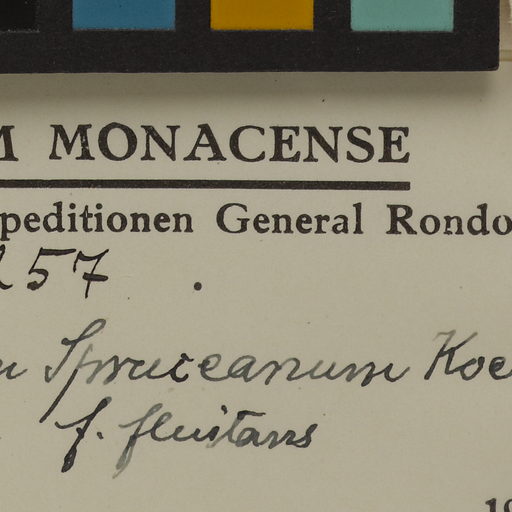 M MONACENSE
peditionen General Rondo
257 .
Spruceanum Koe
f. fluitans
19